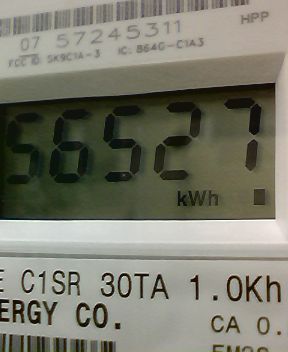 HPP
07 57245311
FCC ID SK9C1A-3 IC: 864G-C1A3
56527
kWh
E C1SR 30TA 1.0Kh
ERGY CO.
CA 0.